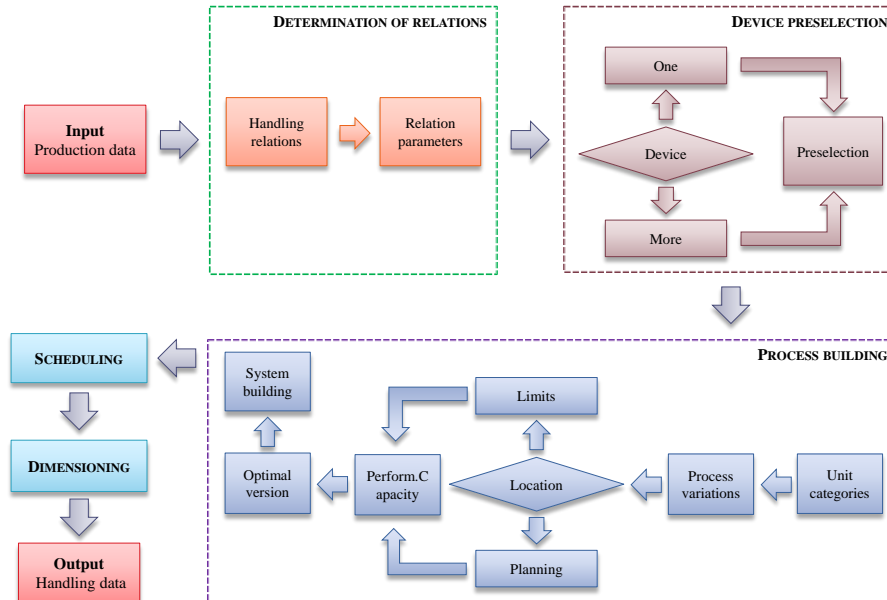 DETERMINATION OF RELATIONS
DEVICE PRESELECTION
Input
Production data
Handling
relations
Relation
parameters
One
Device
More
Preselection
PROCESS BUILDING
Unit
categories
Process
variations
Location
Limits
Planning
Perform.C
apacity
Optimal
version
System
building
SCHEDULING
DIMENSIONING
Output
Handling data